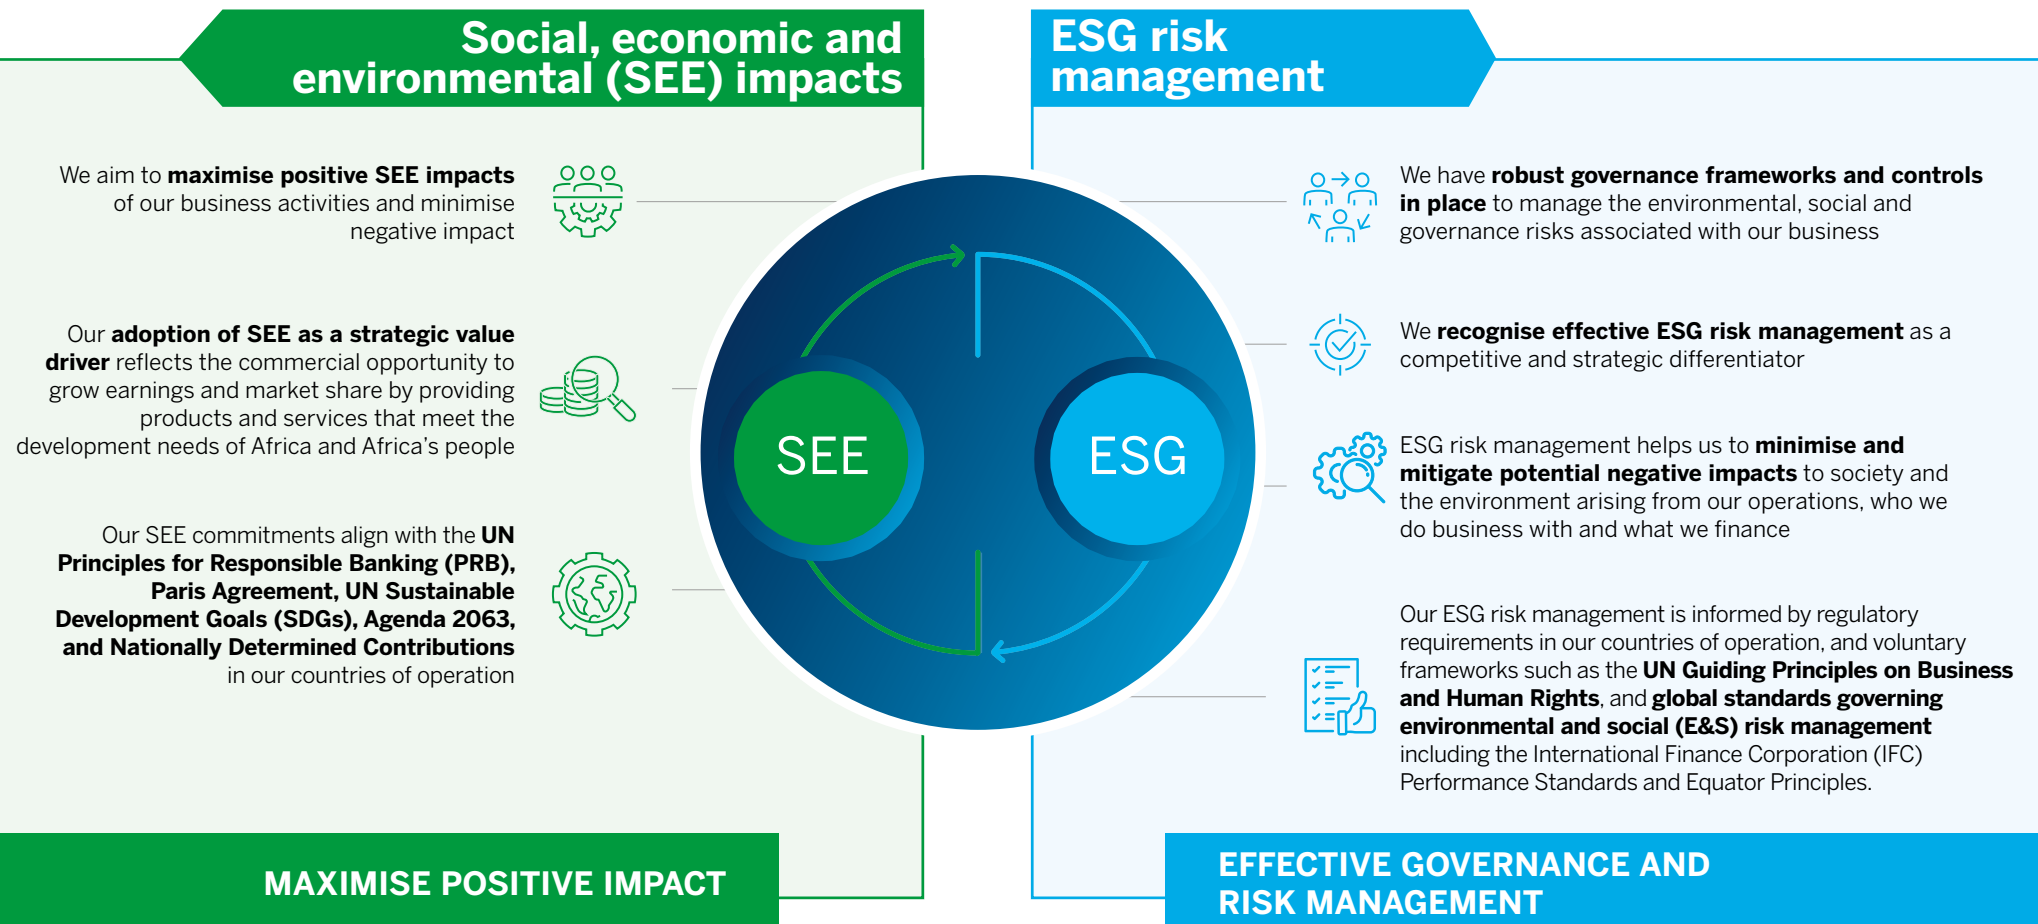 Social, economic and
environmental (SEE) impacts
We aim to maximise positive SEE impacts
of our business activities and minimise
negative impact
Our adoption of SEE as a strategic value
driver reflects the commercial opportunity to
grow earnings and market share by providing
products and services that meet the
development needs of Africa and Africa's people
Our SEE commitments align with the UN
Principles for Responsible Banking (PRB),
Paris Agreement, UN Sustainable
Development Goals (SDGs), Agenda 2063,
and Nationally Determined Contributions
in our countries of operation
MAXIMISE POSITIVE IMPACT
SEE
ESG
ESG risk
management
We have robust governance frameworks and controls
in place to manage the environmental, social and
governance risks associated with our business
We recognise effective ESG risk management as a
competitive and strategic differentiator
ESG risk management helps us to minimise and
mitigate potential negative impacts to society and
the environment arising from our operations, who we
do business with and what we finance
Our ESG risk management is informed by regulatory
requirements in our countries of operation, and voluntary
frameworks such as the UN Guiding Principles on Business
and Human Rights, and global standards governing
environmental and social (E&S) risk management
including the International Finance Corporation (IFC)
Performance Standards and Equator Principles.
EFFECTIVE GOVERNANCE AND
RISK MANAGEMENT